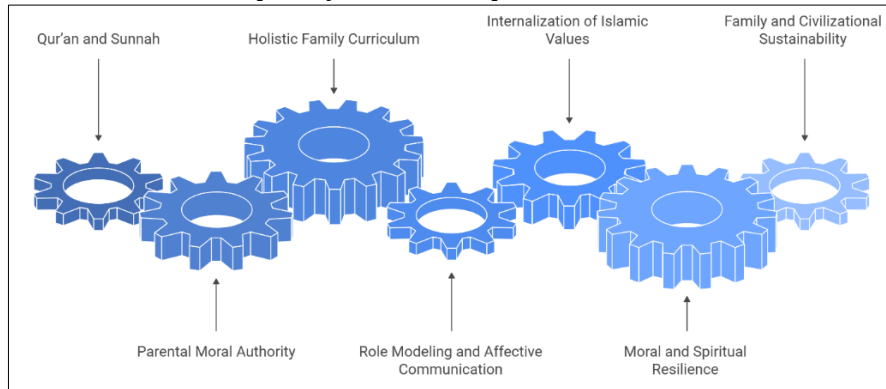 Qur'an and Sunnah
Holistic Family Curriculum
Internalization of Islamic
Values
Family and Civilizational
Sustainability
Parental Moral Authority
Role Modeling and Affective
Communication
Moral and Spiritual
Resilience